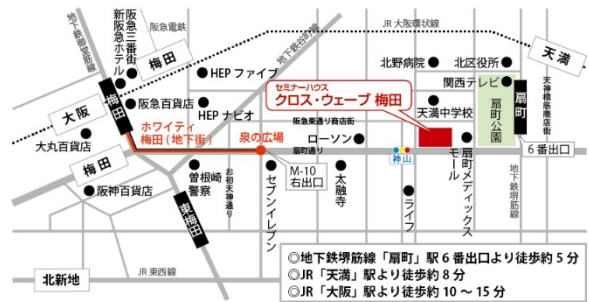 地下鉄御堂筋線
新阪急ホテル
阪急三番街
阪急電鉄
梅田
地下鉄谷町線
JR 大阪環状線
天満
北野病院
北区役所
関西テレビ
天神橋筋商店街
HEP ファイブ
セミナーハウス
クロス・ウェーブ 梅田
大阪
梅田
阪急百貨店
HEP ナビオ
天満中学校
扇町公園
扇町
大丸百貨店
ホワイティ
梅田 (地下街)
泉の広場
阪急東通り商店街
ローソン
扇町通り
神山
6 番出口
梅田
阪神百貨店
曽根崎
警察
お初天神通り
M-10
右出口
セブンイレブン
太融寺
ライフ
扇町メディックス
モール
地下鉄堺筋線
東梅田
北新地
JR 東西線
◎地下鉄堺筋線「扇町」駅 6 番出口より徒歩約 5 分
◎JR「天満」駅より徒歩約 8 分
◎JR「大阪」駅より徒歩約 10 ~ 15 分